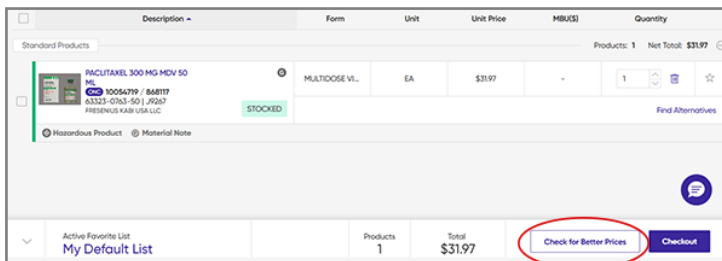 Description Form Unit Unit Price MBU($) Quantity
Standard Products Products: 1 Net Total: $31.97
PACLITAXEL 300 MG MDV 50 MULTIDOSE VI... EA $31.97 - 1
ML
ONC 10054719 / 868117
63323-0763-50 | J9267
FRESENIUS KABI USA LLC STOCKED
Find Alternatives
Hazardous Product Material Note
Active Favorite List Products Total
My Default List 1 $31.97 Check for Better Prices Checkout